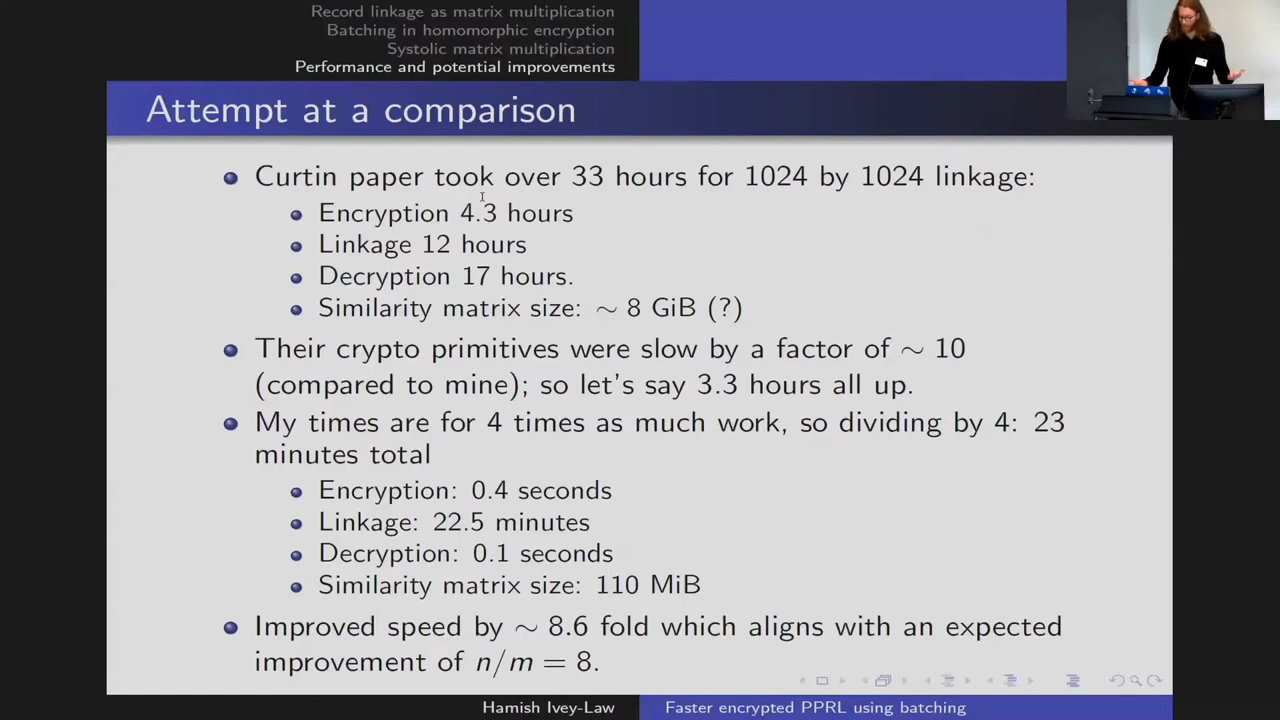 Record linkage as matrix multiplication
Batching in homomorphic encryption
Systolic matrix multiplication
Performance and potential improvements
Attempt at a comparison
Curtin paper took over 33 hours for 1024 by 1024 linkage:
Encryption 4.3 hours
Linkage 12 hours
Decryption 17 hours.
Similarity matrix size: ∼ 8 GiB (?)
Their crypto primitives were slow by a factor of ∼ 10
(compared to mine); so let's say 3.3 hours all up.
My times are for 4 times as much work, so dividing by 4: 23
minutes total
Encryption: 0.4 seconds
Linkage: 22.5 minutes
Decryption: 0.1 seconds
Similarity matrix size: 110 MiB
Improved speed by ∼ 8.6 fold which aligns with an expected
improvement of n/m = 8.
Hamish Ivey-Law
Faster encrypted PPRL using batching